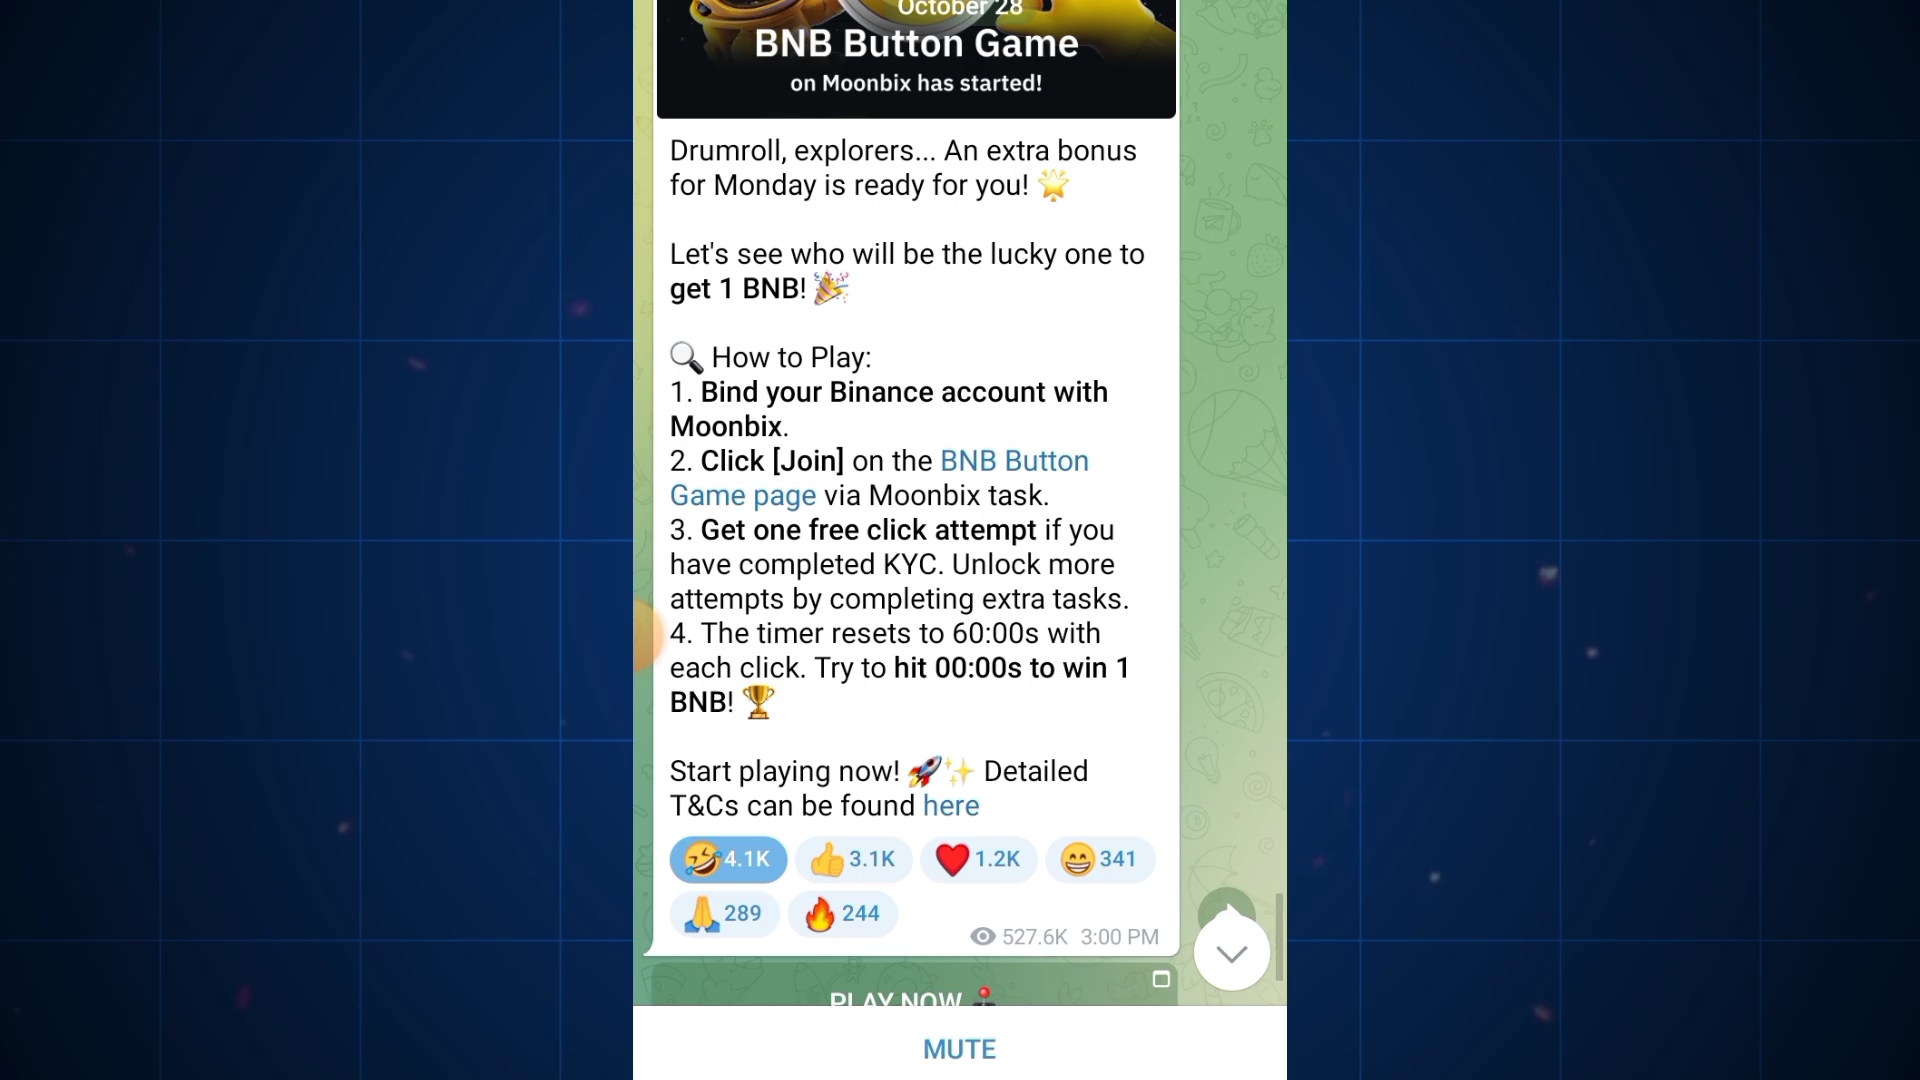 October 28
BNB Button Game
on Moonbix has started!
Drumroll, explorers... An extra bonus
for Monday is ready for you! 🌟
Let's see who will be the lucky one to
get 1 BNB! 🎉
🔍 How to Play:
1. Bind your Binance account with
Moonbix.
2. Click [Join] on the BNB Button
Game page via Moonbix task.
3. Get one free click attempt if you
have completed KYC. Unlock more
attempts by completing extra tasks.
4. The timer resets to 60:00s with
each click. Try to hit 00:00s to win 1
BNB! 🏆
Start playing now! 🚀✨ Detailed
T&Cs can be found here
🤣 4.1K 👍 3.1K ❤️ 1.2K 😁 341
🙏 289 🔥 244
527.6K 3:00 PM
PLAY NOW 🕹️
MUTE